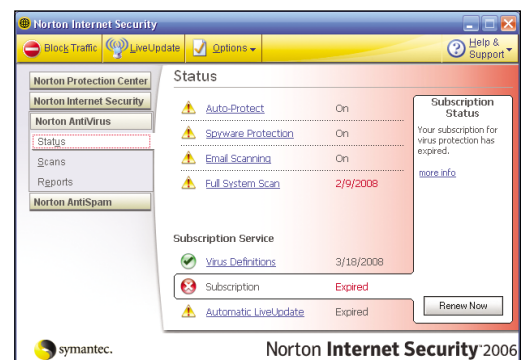 Norton Internet Security
Block Traffic LiveUpdate Options Help & Support
Norton Protection Center
Norton Internet Security
Norton AntiVirus
Status
Scans
Reports
Norton AntiSpam
Status
Auto-Protect On
Spyware Protection On
Email Scanning On
Full System Scan 2/9/2008
Subscription Service
Virus Definitions 3/18/2008
Subscription Expired
Automatic LiveUpdate Expired
Subscription
Status
Your subscription for
virus protection has
expired.
more info
Renew Now
symantec.
Norton Internet Security™2006